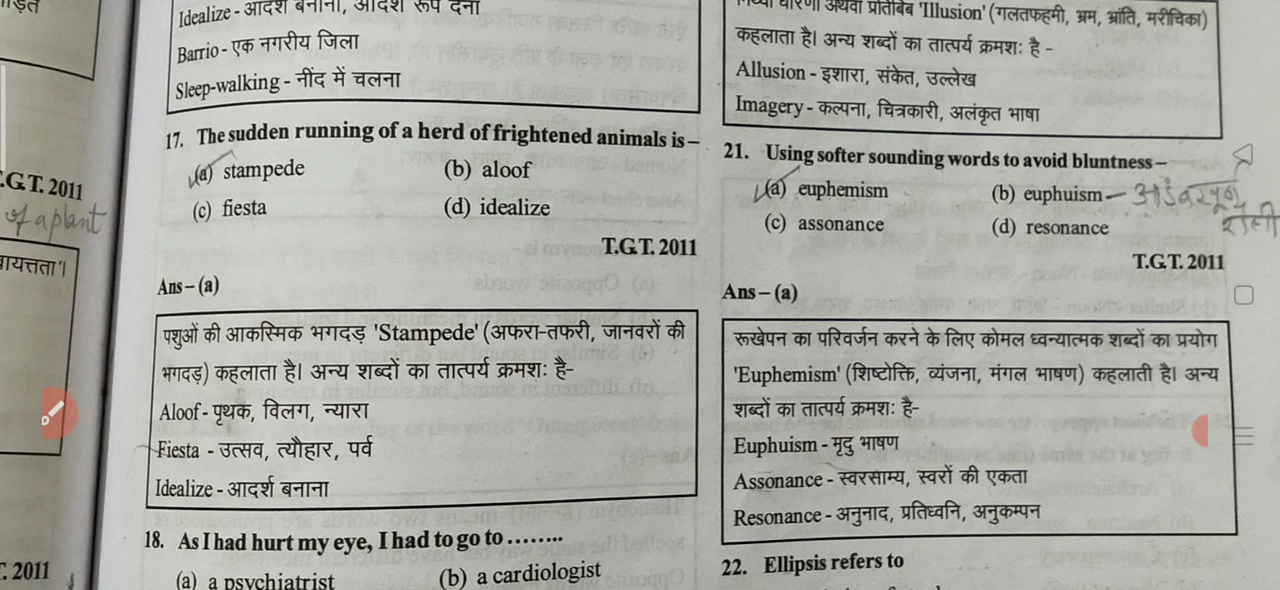 Idealize - आदर्श बनाना, आदर्श रूप देना
Barrio - एक नगरीय जिला
Sleep-walking - नींद में चलना
17. The sudden running of a herd of frightened animals is –
(a) stampede (b) aloof
(c) fiesta (d) idealize
T.G.T. 2011
Ans – (a)
पशुओं की आकस्मिक भगदड़ 'Stampede' (अफरा-तफरी, जानवरों की
भगदड़) कहलाता है। अन्य शब्दों का तात्पर्य क्रमशः है-
Aloof - पृथक, विलग, न्यारा
Fiesta - उत्सव, त्यौहार, पर्व
Idealize - आदर्श बनाना
18. As I had hurt my eye, I had to go to ........
(a) a psychiatrist (b) a cardiologist
अथवा प्रतिबिंब 'Illusion' (गलतफहमी, भ्रम, भ्रांति, मरीचिका)
कहलाता है। अन्य शब्दों का तात्पर्य क्रमशः है -
Allusion - इशारा, संकेत, उल्लेख
Imagery - कल्पना, चित्रकारी, अलंकृत भाषा
21. Using softer sounding words to avoid bluntness –
(a) euphemism (b) euphuism –
(c) assonance (d) resonance
T.G.T. 2011
Ans – (a)
रूखेपन का परिवर्जन करने के लिए कोमल ध्वन्यात्मक शब्दों का प्रयोग
'Euphemism' (शिष्टोक्ति, व्यंजना, मंगल भाषण) कहलाती है। अन्य
शब्दों का तात्पर्य क्रमशः है-
Euphuism - मृदु भाषण
Assonance - स्वरसाम्य, स्वरों की एकता
Resonance - अनुनाद, प्रतिध्वनि, अनुकम्पन
22. Ellipsis refers to
.G.T. 2011
of a plant
2011